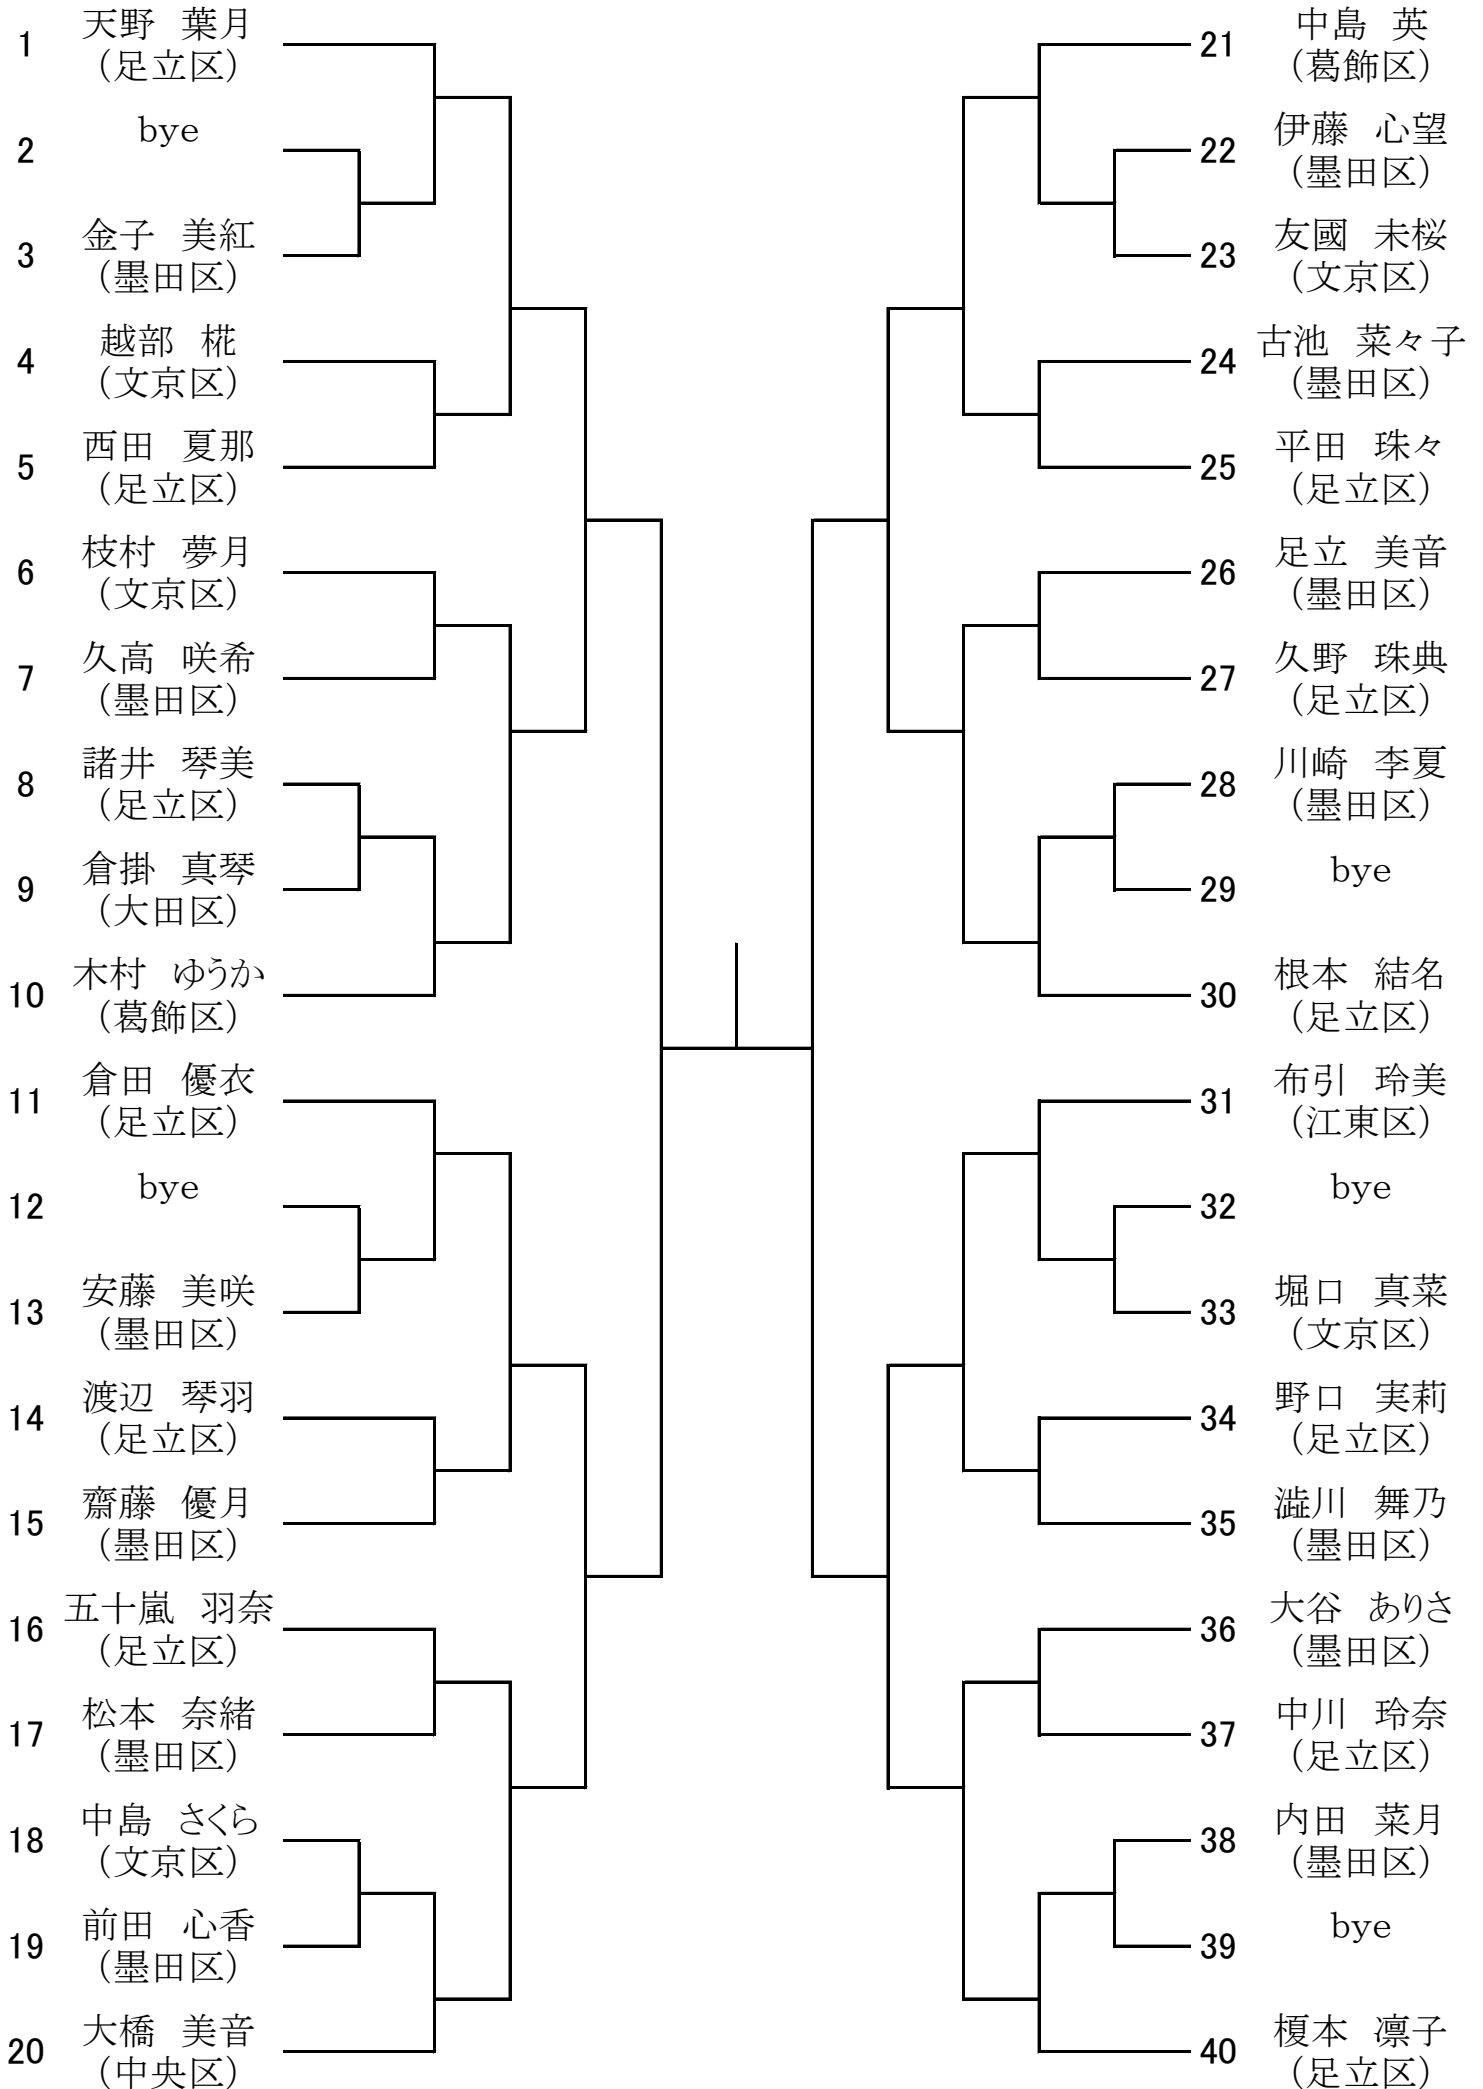 1 天野 葉月
(足立区)
2 bye
3 金子 美紅
(墨田区)
4 越部 椛
(文京区)
5 西田 夏那
(足立区)
6 枝村 夢月
(文京区)
7 久高 咲希
(墨田区)
8 諸井 琴美
(足立区)
9 倉掛 真琴
(大田区)
10 木村 ゆうか
(葛飾区)
11 倉田 優衣
(足立区)
12 bye
13 安藤 美咲
(墨田区)
14 渡辺 琴羽
(足立区)
15 齋藤 優月
(墨田区)
16 五十嵐 羽奈
(足立区)
17 松本 奈緒
(墨田区)
18 中島 さくら
(文京区)
19 前田 心香
(墨田区)
20 大橋 美音
(中央区)
21 中島 英
(葛飾区)
22 伊藤 心望
(墨田区)
23 友國 未桜
(文京区)
24 古池 菜々子
(墨田区)
25 平田 珠々
(足立区)
26 足立 美音
(墨田区)
27 久野 珠典
(足立区)
28 川崎 李夏
(墨田区)
29 bye
30 根本 結名
(足立区)
31 布引 玲美
(江東区)
32 bye
33 堀口 真菜
(文京区)
34 野口 実莉
(足立区)
35 澁川 舞乃
(墨田区)
36 大谷 ありさ
(墨田区)
37 中川 玲奈
(足立区)
38 内田 菜月
(墨田区)
39 bye
40 榎本 凛子
(足立区)